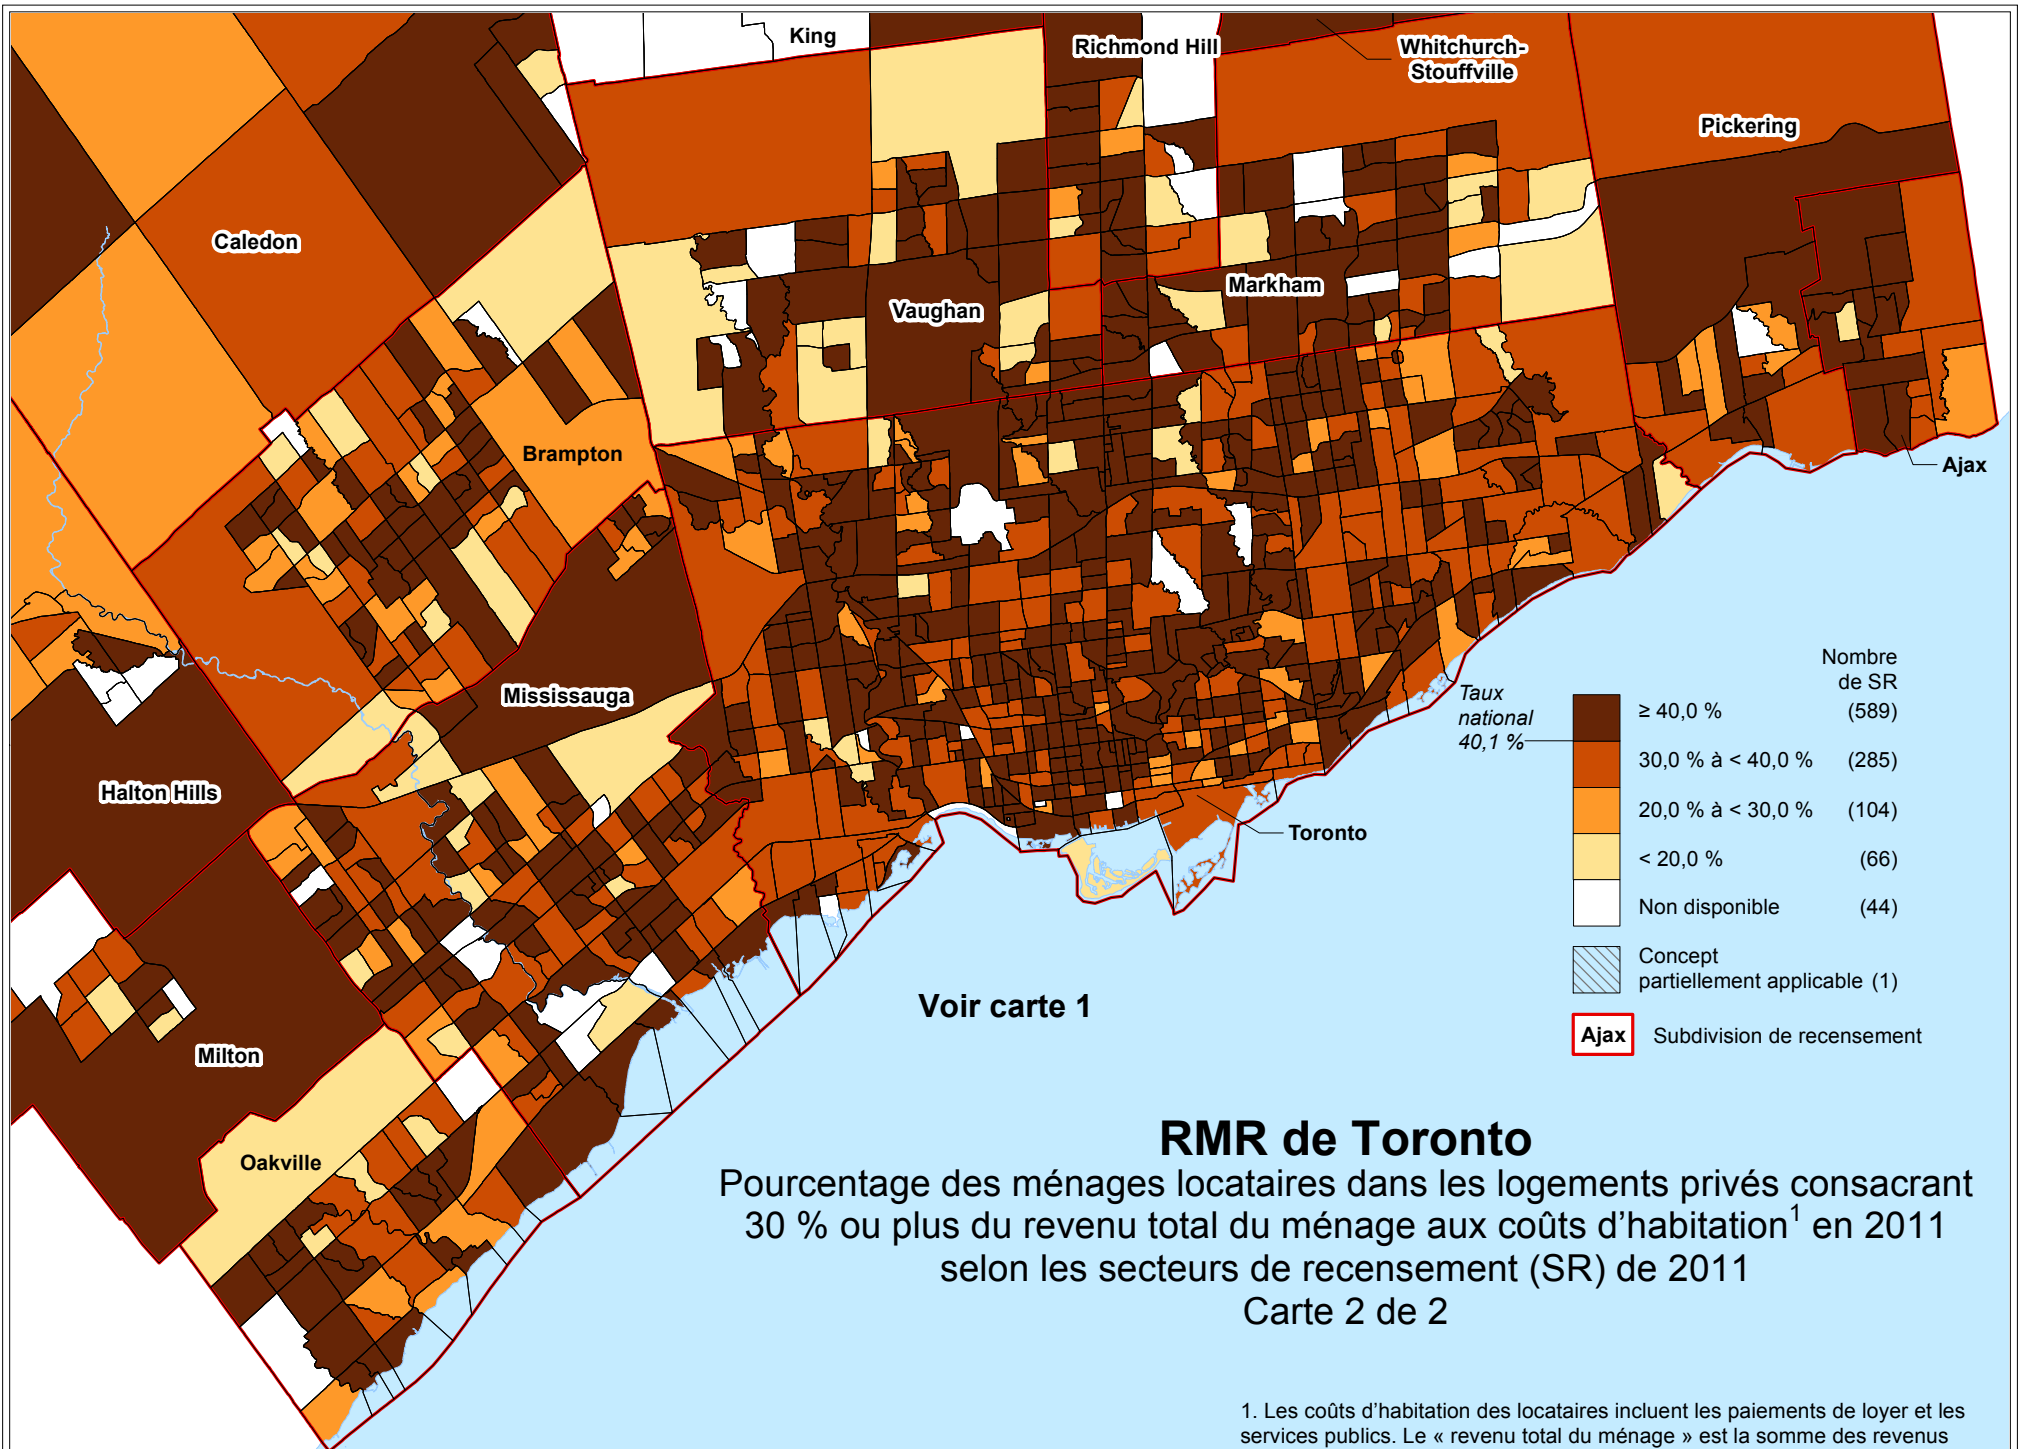 King
Richmond Hill
Whitchurch-
Stouffville
Pickering
Caledon
Vaughan
Markham
Brampton
Ajax
Mississauga
Halton Hills
Toronto
Milton
Oakville
Nombre
de SR
Taux
national
40,1 %
≥ 40,0 % (589)
30,0 % à < 40,0 % (285)
20,0 % à < 30,0 % (104)
< 20,0 % (66)
Non disponible (44)
Concept
partiellement applicable (1)
Ajax Subdivision de recensement
Voir carte 1
RMR de Toronto
Pourcentage des ménages locataires dans les logements privés consacrant
30 % ou plus du revenu total du ménage aux coûts d’habitation¹ en 2011
selon les secteurs de recensement (SR) de 2011
Carte 2 de 2
1. Les coûts d’habitation des locataires incluent les paiements de loyer et les
services publics. Le « revenu total du ménage » est la somme des revenus